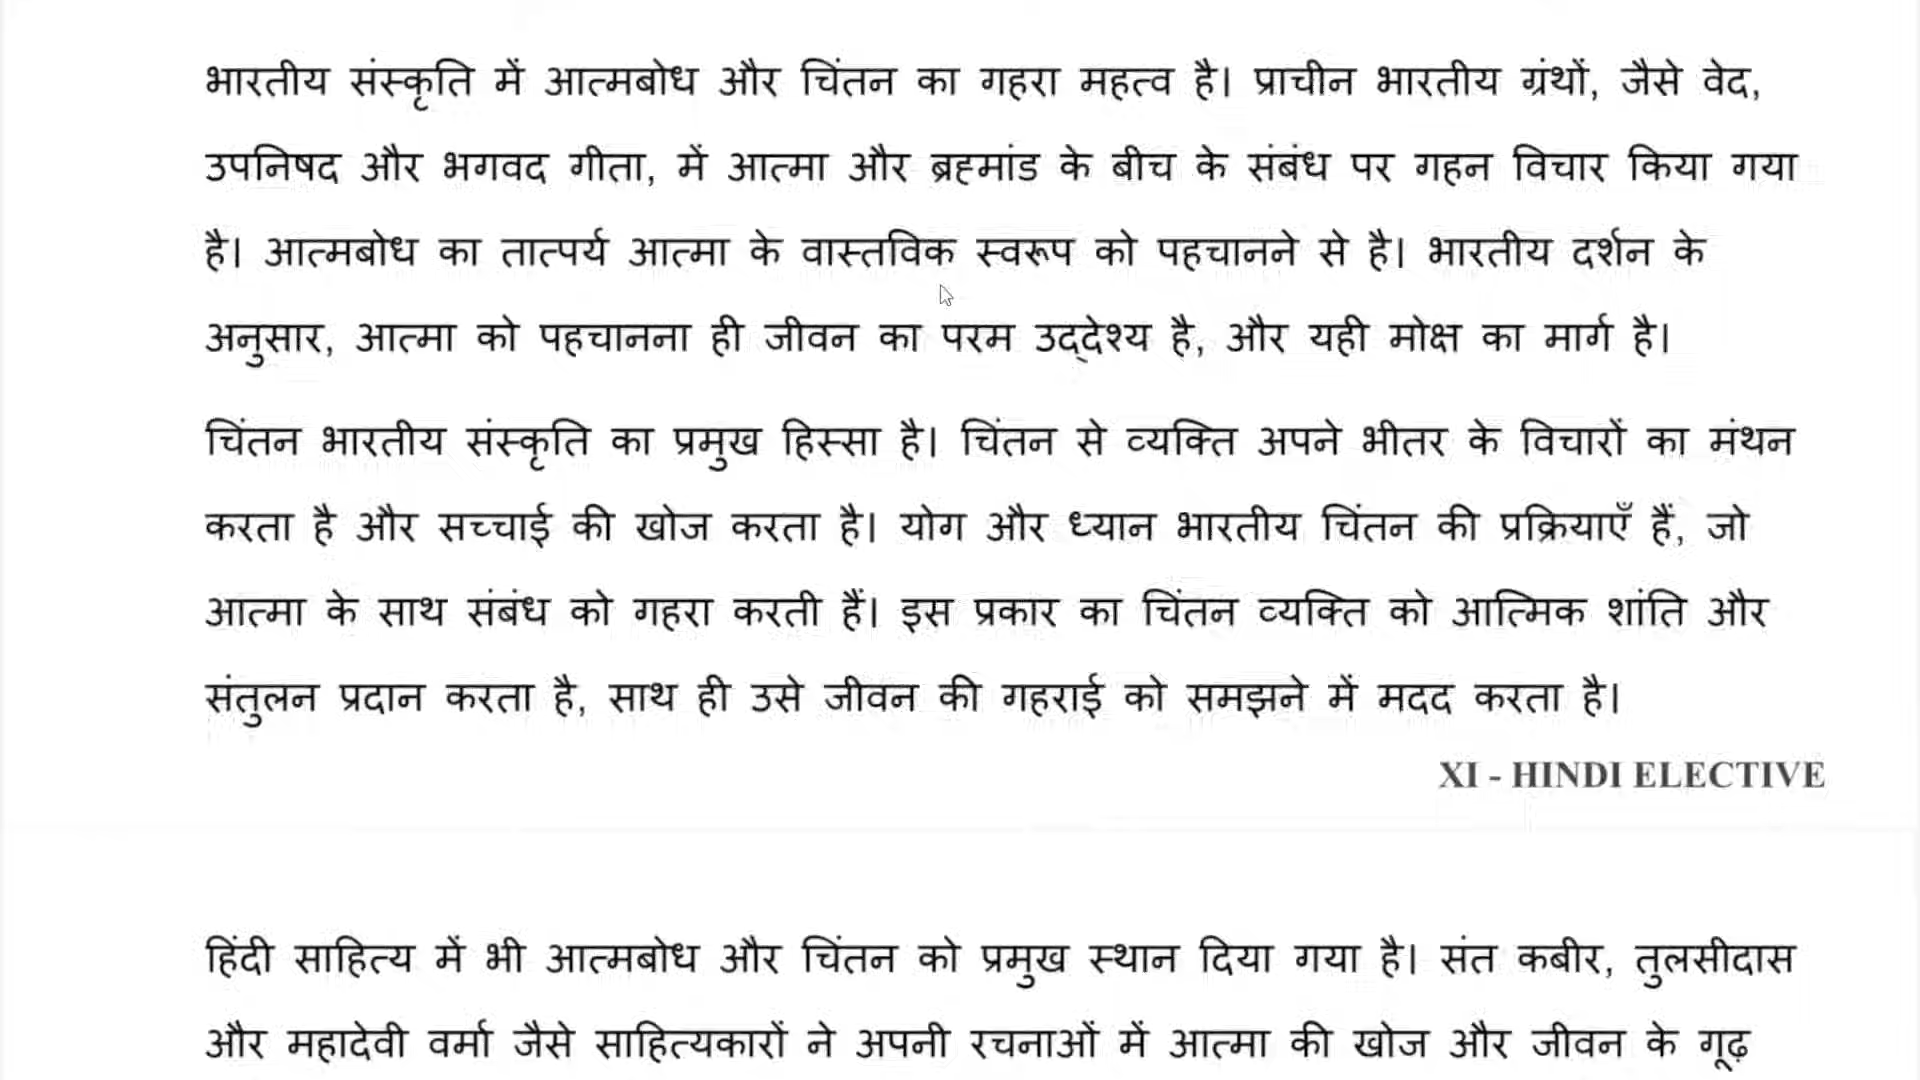 भारतीय संस्कृति में आत्मबोध और चिंतन का गहरा महत्व है। प्राचीन भारतीय ग्रंथों, जैसे वेद,
उपनिषद और भगवद गीता, में आत्मा और ब्रह्मांड के बीच के संबंध पर गहन विचार किया गया
है। आत्मबोध का तात्पर्य आत्मा के वास्तविक स्वरूप को पहचानने से है। भारतीय दर्शन के
अनुसार, आत्मा को पहचानना ही जीवन का परम उद्देश्य है, और यही मोक्ष का मार्ग है।
चिंतन भारतीय संस्कृति का प्रमुख हिस्सा है। चिंतन से व्यक्ति अपने भीतर के विचारों का मंथन
करता है और सच्चाई की खोज करता है। योग और ध्यान भारतीय चिंतन की प्रक्रियाएँ हैं, जो
आत्मा के साथ संबंध को गहरा करती हैं। इस प्रकार का चिंतन व्यक्ति को आत्मिक शांति और
संतुलन प्रदान करता है, साथ ही उसे जीवन की गहराई को समझने में मदद करता है।
XI - HINDI ELECTIVE
हिंदी साहित्य में भी आत्मबोध और चिंतन को प्रमुख स्थान दिया गया है। संत कबीर, तुलसीदास
और महादेवी वर्मा जैसे साहित्यकारों ने अपनी रचनाओं में आत्मा की खोज और जीवन के गूढ़